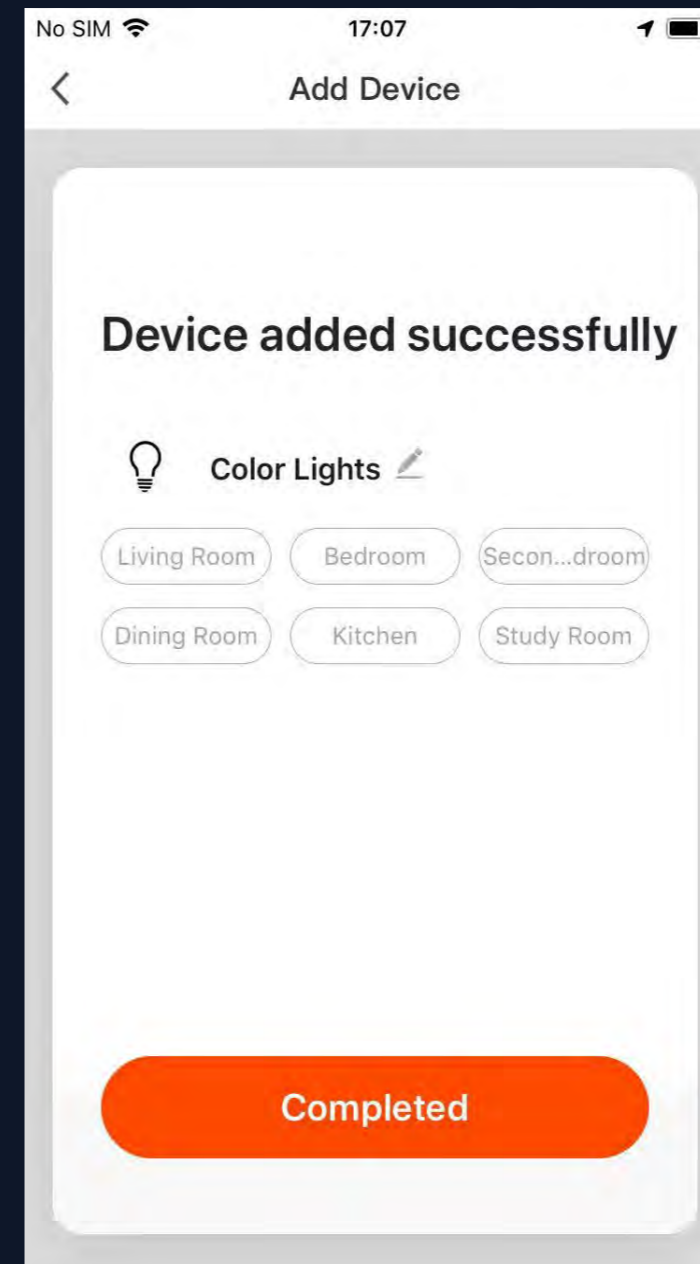 No SIM 17:07
Add Device
Device added successfully
Color Lights
Living Room Bedroom Secon...droom
Dining Room Kitchen Study Room
Completed